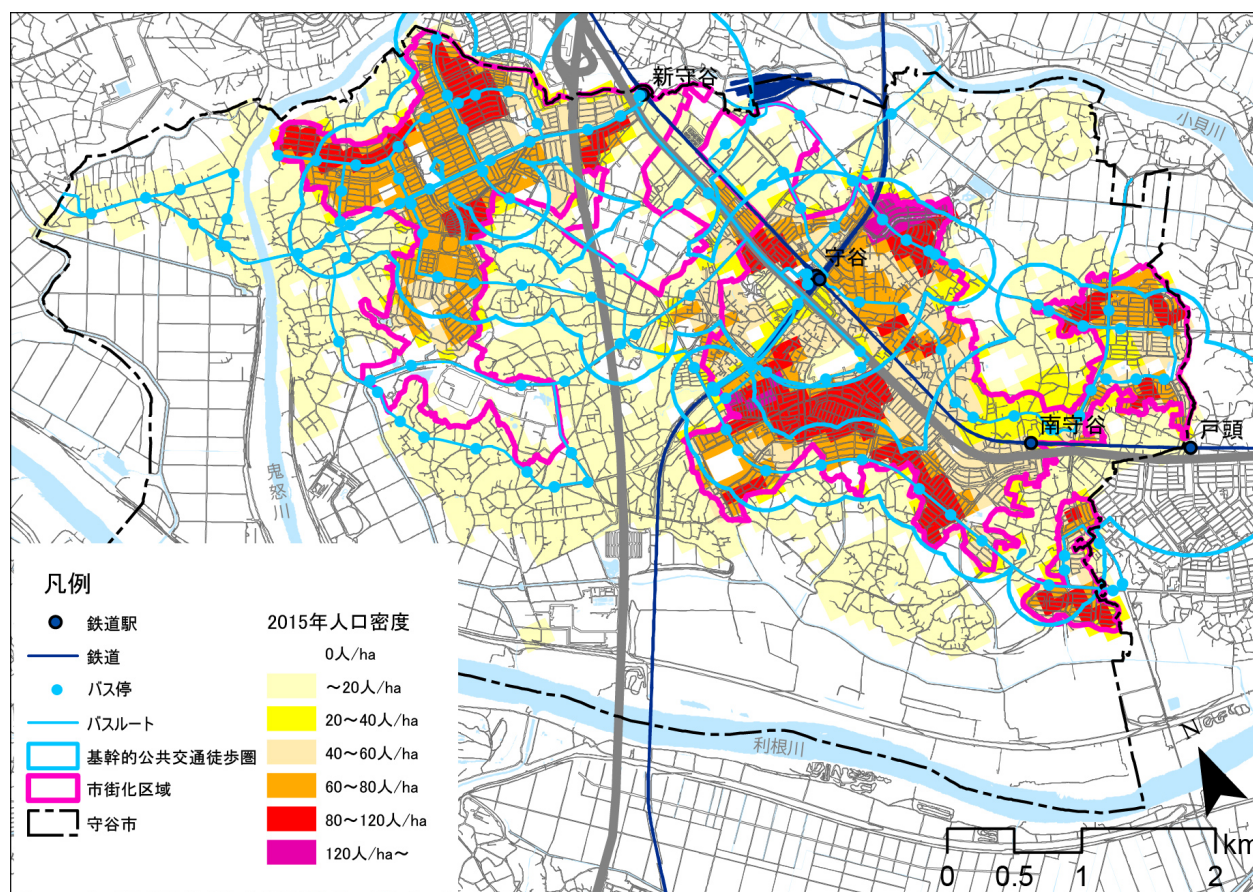 新守谷
小貝川
守谷
南守谷
戸頭
鬼怒川
利根川
N
凡例
鉄道駅
鉄道
バス停
バスルート
基幹的公共交通徒歩圏
市街化区域
守谷市
2015年人口密度
0人/ha
～20人/ha
20～40人/ha
40～60人/ha
60～80人/ha
80～120人/ha
120人/ha～
km
0 0.5 1 2